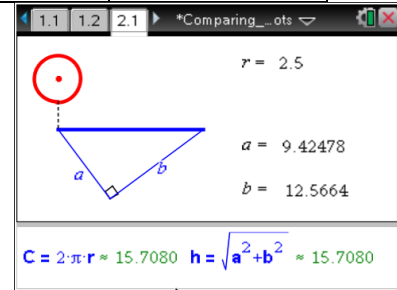 1.1 1.2 2.1 *Comparing_…ots
r = 2.5
a
b
a = 9.42478
b = 12.5664
C = 2·π·r ≈ 15.7080 h = √(a²+b²) ≈ 15.7080